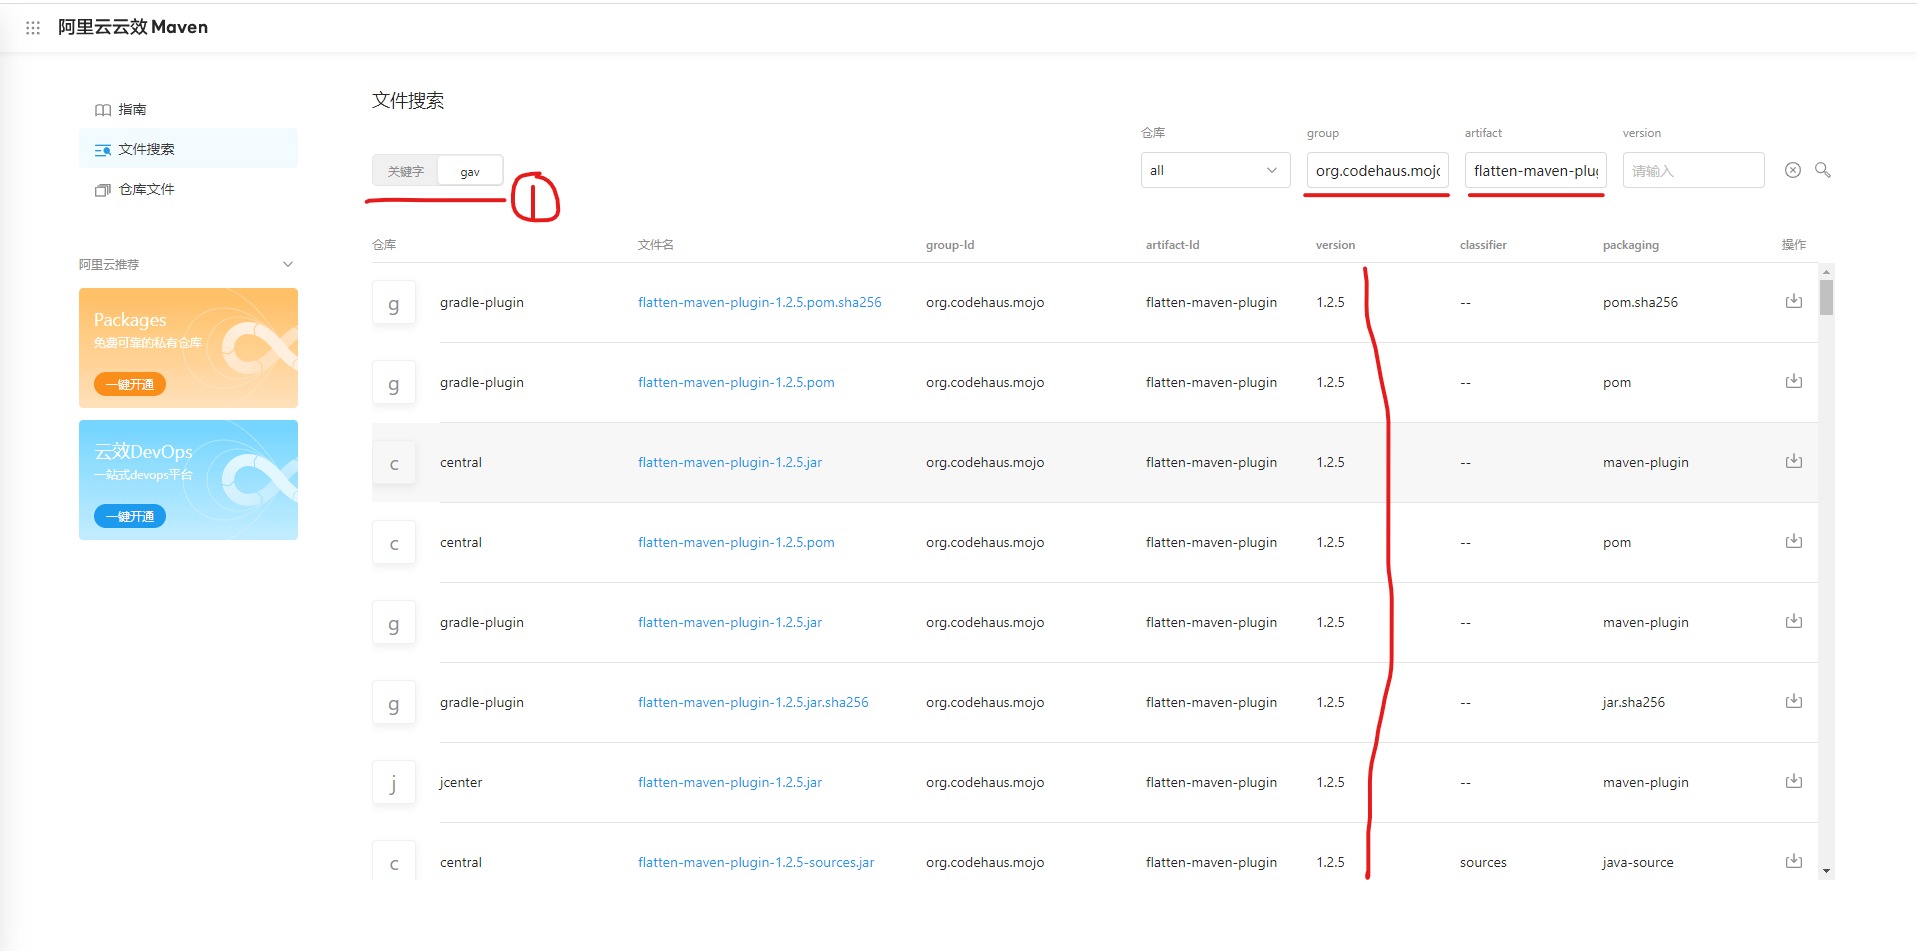 阿里云云效 Maven
指南
文件搜索
仓库文件
阿里云推荐
Packages
免费可靠的私有仓库
一键开通
云效DevOps
一站式devops平台
一键开通
文件搜索
仓库 group artifact version
关键字 gav ① all org.codehaus.mojo flatten-maven-plug 请输入
仓库 文件名 group-Id artifact-Id version classifier packaging 操作
g gradle-plugin flatten-maven-plugin-1.2.5.pom.sha256 org.codehaus.mojo flatten-maven-plugin 1.2.5 -- pom.sha256
g gradle-plugin flatten-maven-plugin-1.2.5.pom org.codehaus.mojo flatten-maven-plugin 1.2.5 -- pom
c central flatten-maven-plugin-1.2.5.jar org.codehaus.mojo flatten-maven-plugin 1.2.5 -- maven-plugin
c central flatten-maven-plugin-1.2.5.pom org.codehaus.mojo flatten-maven-plugin 1.2.5 -- pom
g gradle-plugin flatten-maven-plugin-1.2.5.jar org.codehaus.mojo flatten-maven-plugin 1.2.5 -- maven-plugin
g gradle-plugin flatten-maven-plugin-1.2.5.jar.sha256 org.codehaus.mojo flatten-maven-plugin 1.2.5 -- jar.sha256
j jcenter flatten-maven-plugin-1.2.5.jar org.codehaus.mojo flatten-maven-plugin 1.2.5 -- maven-plugin
c central flatten-maven-plugin-1.2.5-sources.jar org.codehaus.mojo flatten-maven-plugin 1.2.5 sources java-source